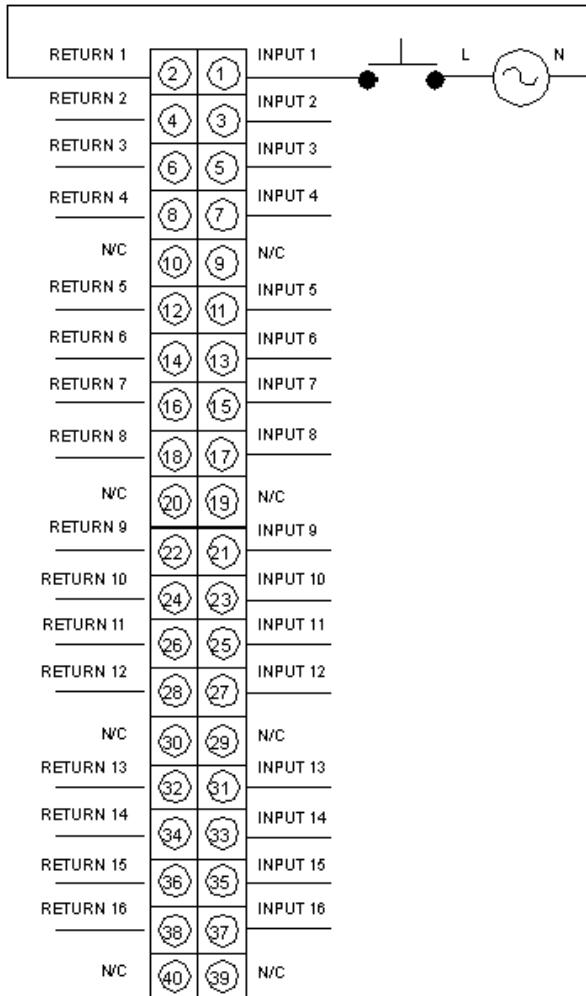 RETURN 1 2 1 INPUT 1 L N
RETURN 2 4 3 INPUT 2
RETURN 3 6 5 INPUT 3
RETURN 4 8 7 INPUT 4
N/C 10 9 N/C
RETURN 5 12 11 INPUT 5
RETURN 6 14 13 INPUT 6
RETURN 7 16 15 INPUT 7
RETURN 8 18 17 INPUT 8
N/C 20 19 N/C
RETURN 9 22 21 INPUT 9
RETURN 10 24 23 INPUT 10
RETURN 11 26 25 INPUT 11
RETURN 12 28 27 INPUT 12
N/C 30 29 N/C
RETURN 13 32 31 INPUT 13
RETURN 14 34 33 INPUT 14
RETURN 15 36 35 INPUT 15
RETURN 16 38 37 INPUT 16
N/C 40 39 N/C